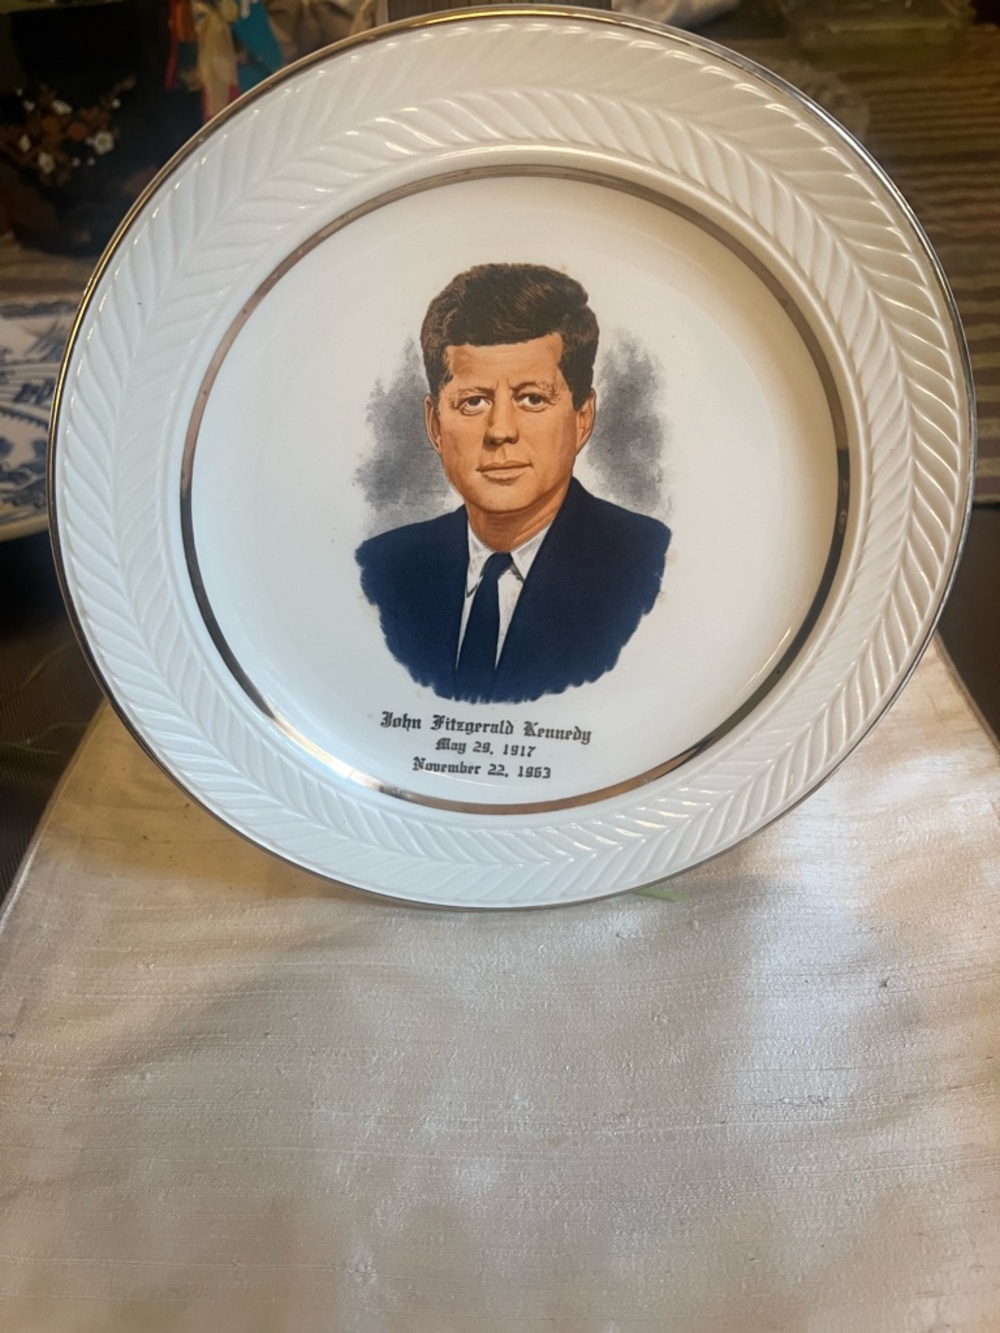 John Fitzgerald Kennedy
May 29, 1917
November 22, 1963